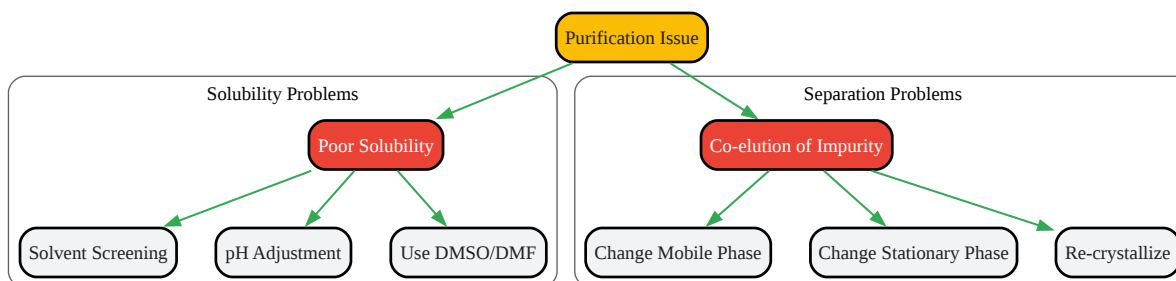 Purification Issue
Solubility Problems
Separation Problems
Poor Solubility
Co-elution of Impurity
Solvent Screening
pH Adjustment
Use DMSO/DMF
Change Mobile Phase
Change Stationary Phase
Re-crystallize